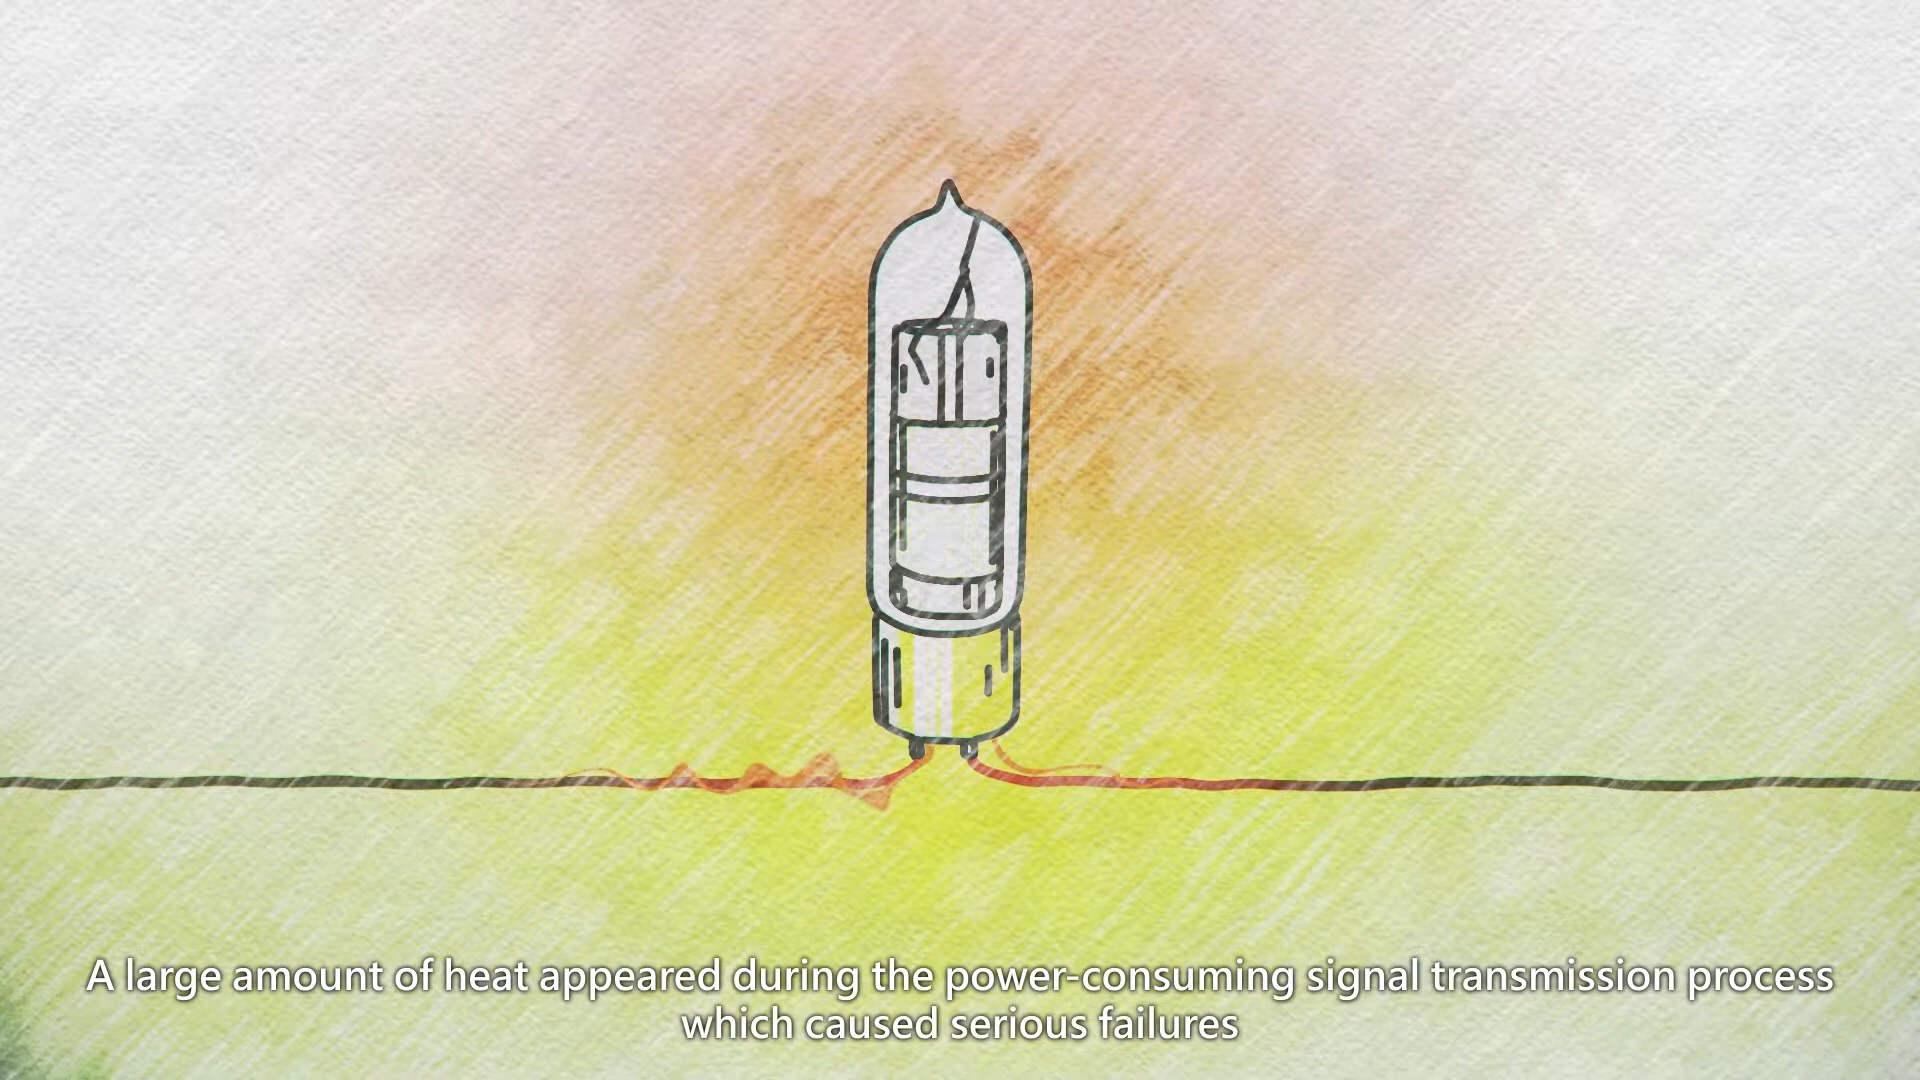 A large amount of heat appeared during the power-consuming signal transmission process
which caused serious failures